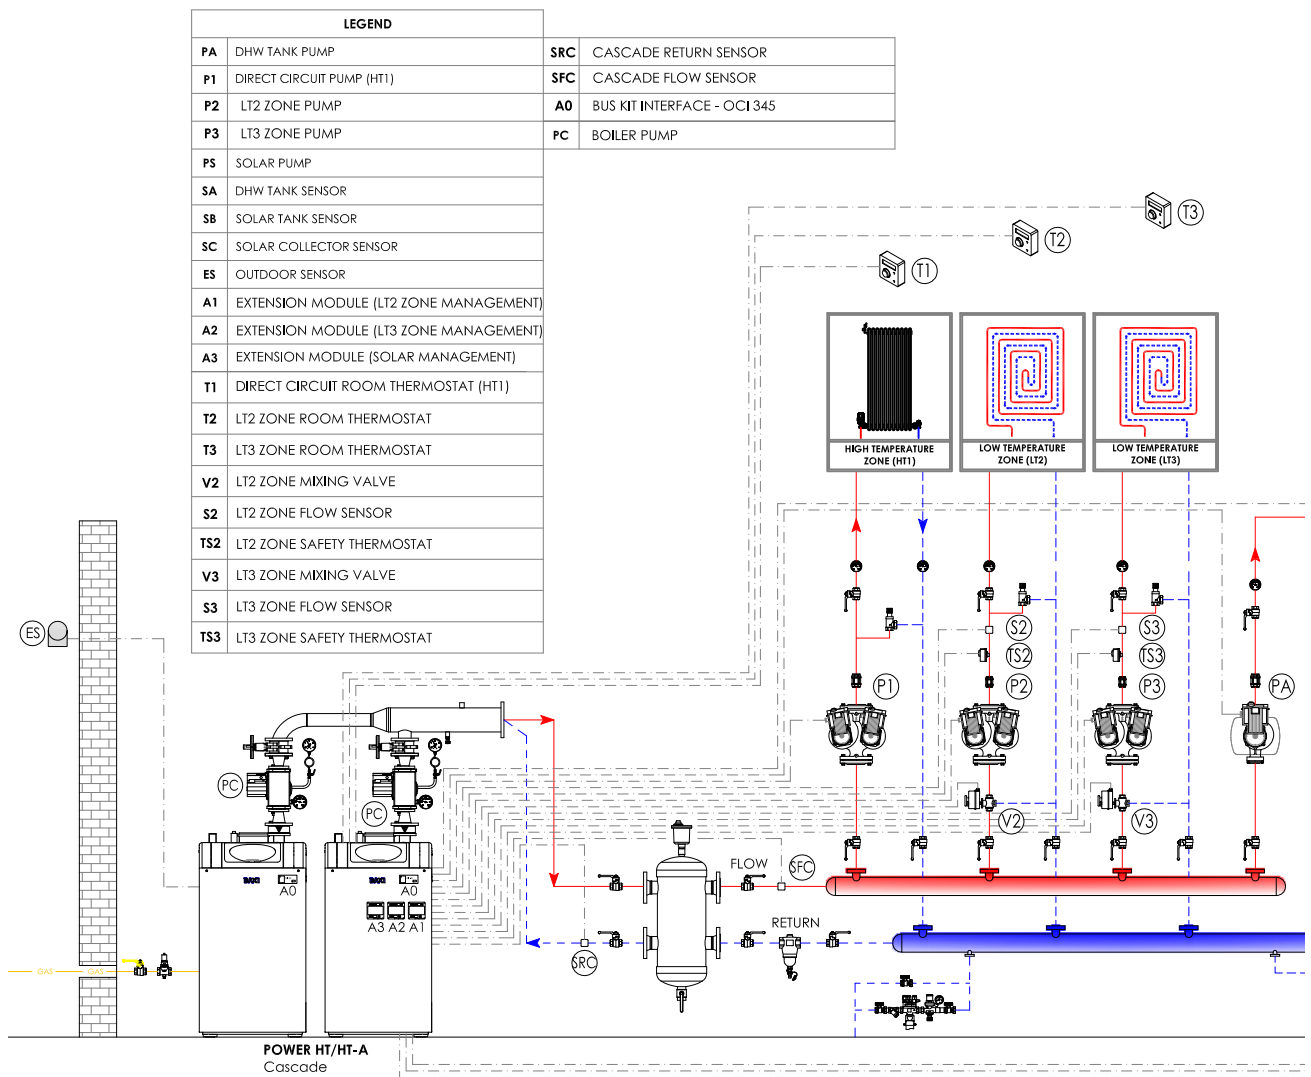 LEGEND
PA DHW TANK PUMP
P1 DIRECT CIRCUIT PUMP (HT1)
P2 LT2 ZONE PUMP
P3 LT3 ZONE PUMP
PS SOLAR PUMP
SA DHW TANK SENSOR
SB SOLAR TANK SENSOR
SC SOLAR COLLECTOR SENSOR
ES OUTDOOR SENSOR
A1 EXTENSION MODULE (LT2 ZONE MANAGEMENT)
A2 EXTENSION MODULE (LT3 ZONE MANAGEMENT)
A3 EXTENSION MODULE (SOLAR MANAGEMENT)
T1 DIRECT CIRCUIT ROOM THERMOSTAT (HT1)
T2 LT2 ZONE ROOM THERMOSTAT
T3 LT3 ZONE ROOM THERMOSTAT
V2 LT2 ZONE MIXING VALVE
S2 LT2 ZONE FLOW SENSOR
TS2 LT2 ZONE SAFETY THERMOSTAT
V3 LT3 ZONE MIXING VALVE
S3 LT3 ZONE FLOW SENSOR
TS3 LT3 ZONE SAFETY THERMOSTAT
SRC CASCADE RETURN SENSOR
SFC CASCADE FLOW SENSOR
A0 BUS KIT INTERFACE - OCI 345
PC BOILER PUMP
T3
T2
T1
HIGH TEMPERATURE
ZONE (HT1)
LOW TEMPERATURE
ZONE (LT2)
LOW TEMPERATURE
ZONE (LT3)
ES
S2
S3
TS2
TS3
P1
P2
P3
PA
PC
PC
V2
V3
FLOW
SFC
BAXI
A0
BAXI
A0
A3 A2 A1
RETURN
SRC
GAS
GAS
POWER HT/HT-A
Cascade